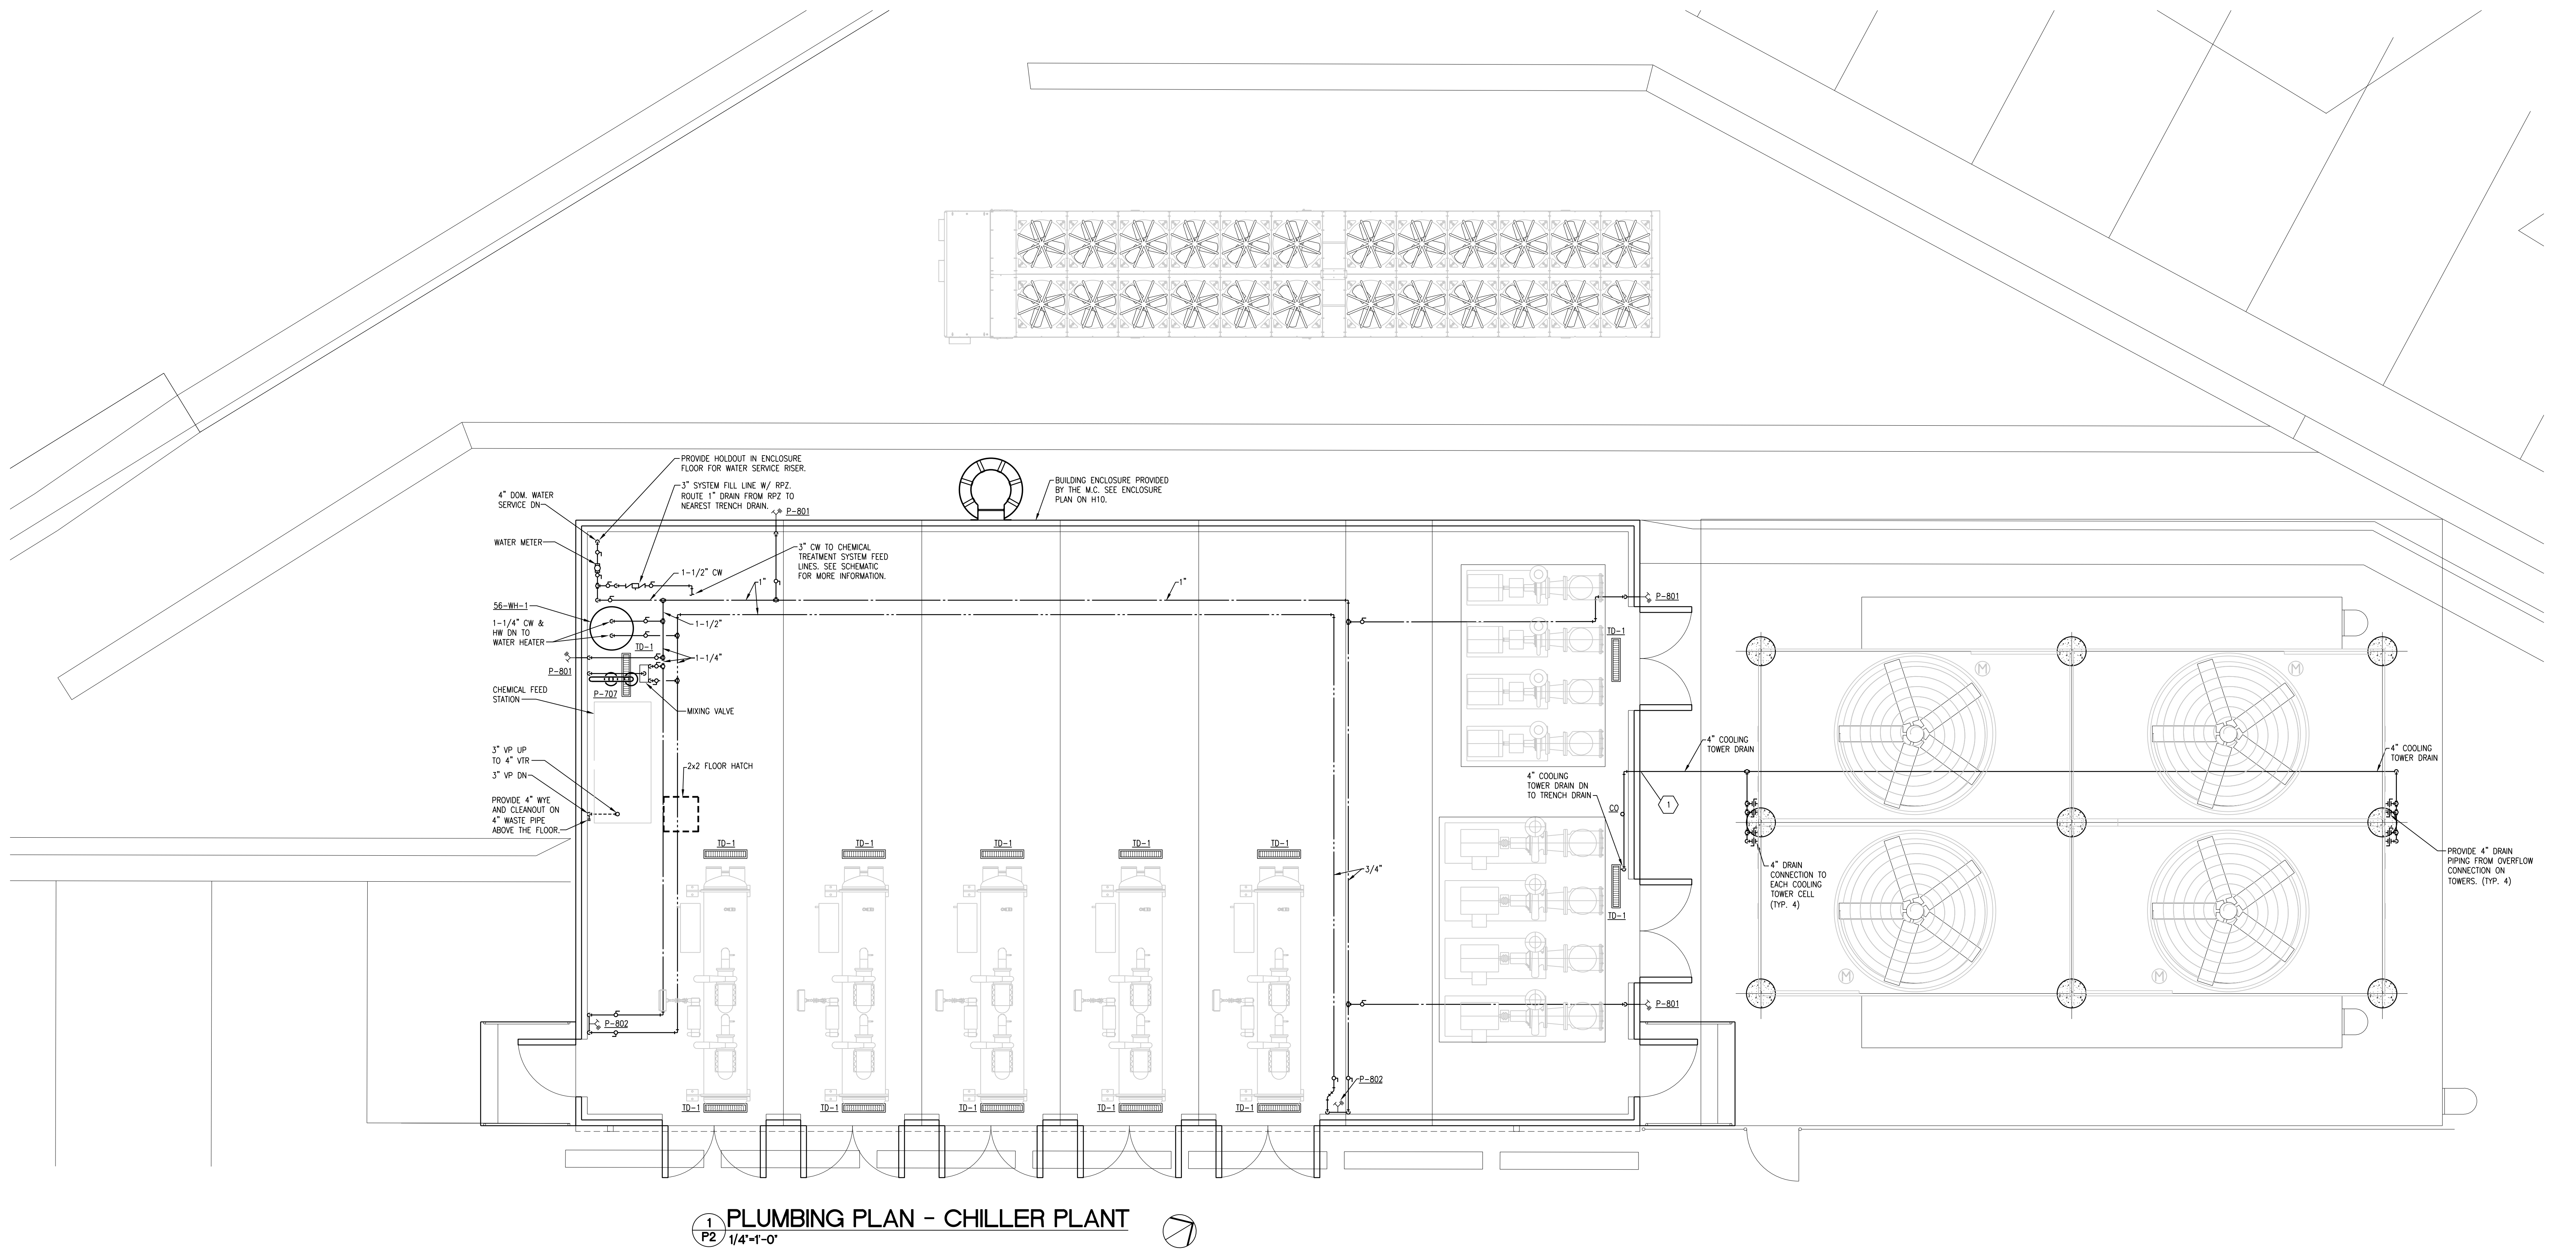 PROVIDE HOLDOUT IN ENCLOSURE
FLOOR FOR WATER SERVICE RISER.
3" SYSTEM FILL LINE W/ RPZ.
ROUTE 1" DRAIN FROM RPZ TO
NEAREST TRENCH DRAIN.
P-801
4" DOM. WATER
SERVICE DN
WATER METER
BUILDING ENCLOSURE PROVIDED
BY THE M.C. SEE ENCLOSURE
PLAN ON H10.
3" CW TO CHEMICAL
TREATMENT SYSTEM FEED
LINES. SEE SCHEMATIC
FOR MORE INFORMATION.
1-1/2" CW
1"
1"
56-WH-1
1-1/4" CW &
HW DN TO
WATER HEATER
1-1/2"
TD-1
1-1/4"
P-801
P-707
MIXING VALVE
CHEMICAL FEED
STATION
3" VP UP
TO 4" VTR
3" VP DN
PROVIDE 4" WYE
AND CLEANOUT ON
4" WASTE PIPE
ABOVE THE FLOOR.
2x2 FLOOR HATCH
TD-1
TD-1
TD-1
TD-1
TD-1
3/4"
P-801
TD-1
4" COOLING
TOWER DRAIN DN
TO TRENCH DRAIN
CO
1
TD-1
4" COOLING
TOWER DRAIN
4" COOLING
TOWER DRAIN
M
M
M
M
4" DRAIN
CONNECTION TO
EACH COOLING
TOWER CELL
(TYP. 4)
PROVIDE 4" DRAIN
PIPING FROM OVERFLOW
CONNECTION ON
TOWERS. (TYP. 4)
P-801
P-802
P-802
TD-1
TD-1
TD-1
TD-1
TD-1
1
P2
PLUMBING PLAN - CHILLER PLANT
1/4"=1'-0"